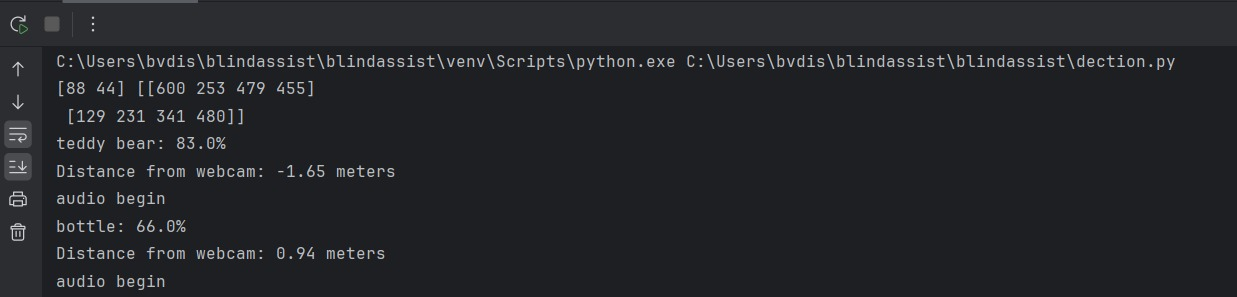 C:\Users\bvdis\blindassist\blindassist\venv\Scripts\python.exe C:\Users\bvdis\blindassist\blindassist\dection.py
[88 44] [[600 253 479 455]
 [129 231 341 480]]
teddy bear: 83.0%
Distance from webcam: -1.65 meters
audio begin
bottle: 66.0%
Distance from webcam: 0.94 meters
audio begin